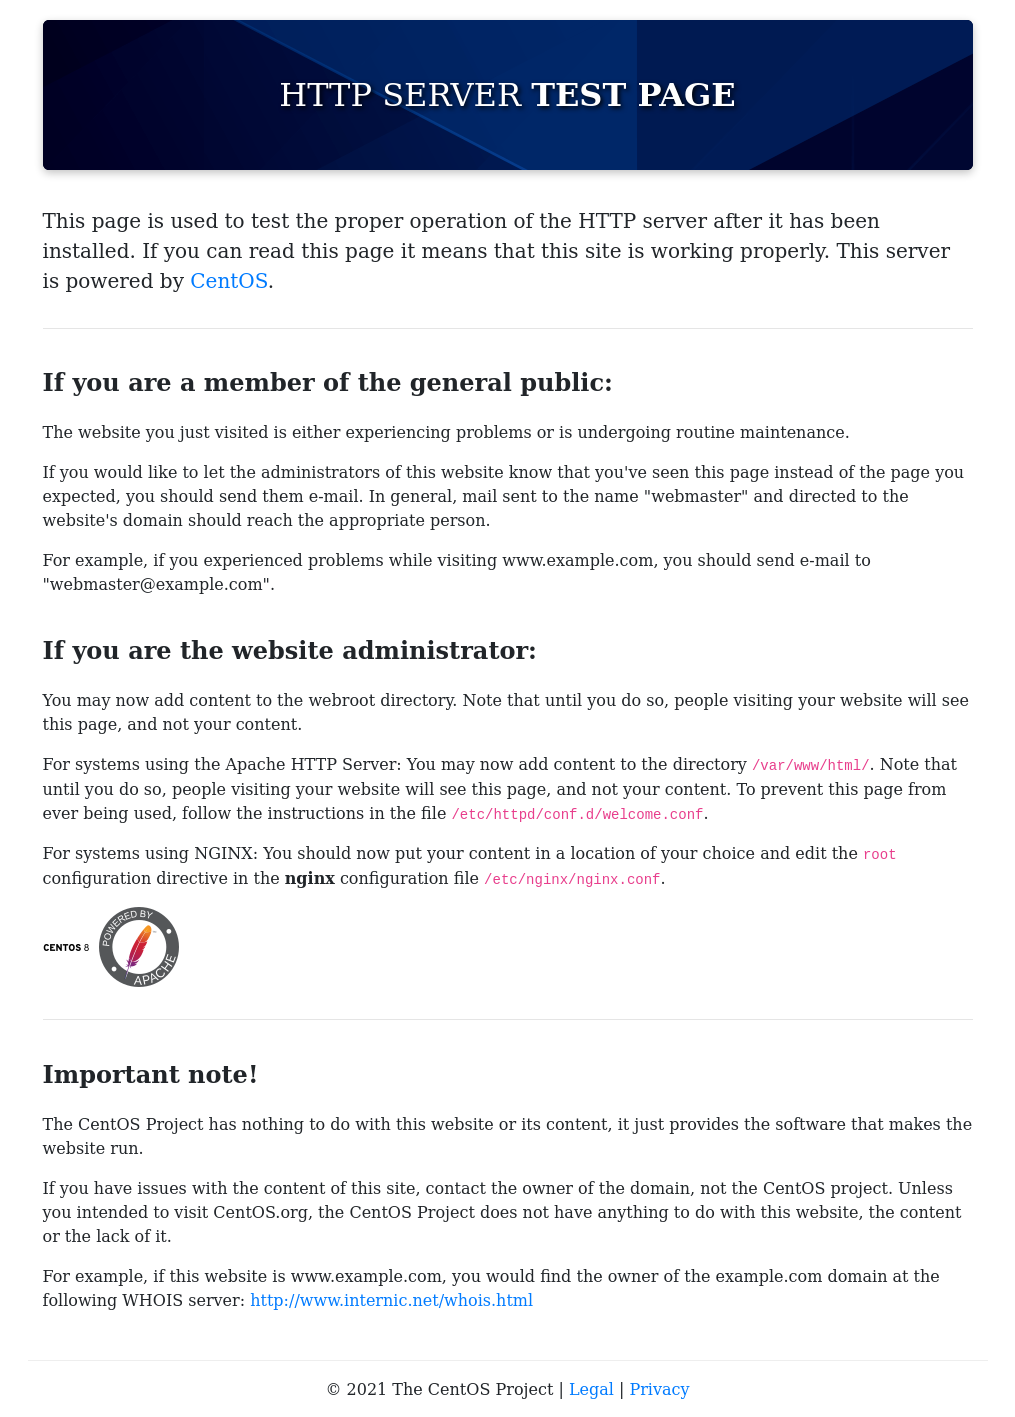 HTTP SERVER TEST PAGE
This page is used to test the proper operation of the HTTP server after it has been
installed. If you can read this page it means that this site is working properly. This server
is powered by CentOS.
If you are a member of the general public:
The website you just visited is either experiencing problems or is undergoing routine maintenance.
If you would like to let the administrators of this website know that you've seen this page instead of the page you
expected, you should send them e-mail. In general, mail sent to the name "webmaster" and directed to the
website's domain should reach the appropriate person.
For example, if you experienced problems while visiting www.example.com, you should send e-mail to
"webmaster@example.com".
If you are the website administrator:
You may now add content to the webroot directory. Note that until you do so, people visiting your website will see
this page, and not your content.
For systems using the Apache HTTP Server: You may now add content to the directory /var/www/html/. Note that
until you do so, people visiting your website will see this page, and not your content. To prevent this page from
ever being used, follow the instructions in the file /etc/httpd/conf.d/welcome.conf.
For systems using NGINX: You should now put your content in a location of your choice and edit the root
configuration directive in the nginx configuration file /etc/nginx/nginx.conf.
CENTOS 8
POWERED BY
APACHE
Important note!
The CentOS Project has nothing to do with this website or its content, it just provides the software that makes the
website run.
If you have issues with the content of this site, contact the owner of the domain, not the CentOS project. Unless
you intended to visit CentOS.org, the CentOS Project does not have anything to do with this website, the content
or the lack of it.
For example, if this website is www.example.com, you would find the owner of the example.com domain at the
following WHOIS server: http://www.internic.net/whois.html
© 2021 The CentOS Project | Legal | Privacy